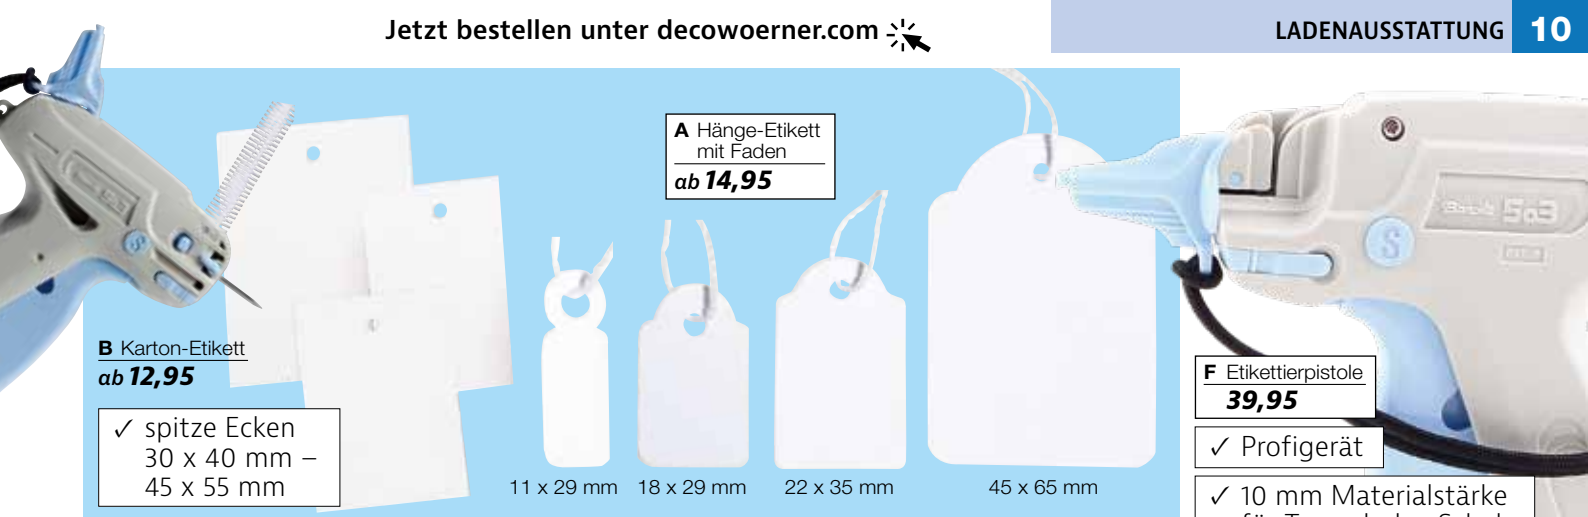 Jetzt bestellen unter decowoerner.com
LADENAUSSTATTUNG 10
A Hänge-Etikett
mit Faden
ab 14,95
B Karton-Etikett
ab 12,95
✓ spitze Ecken
30 x 40 mm –
45 x 55 mm
11 x 29 mm
18 x 29 mm
22 x 35 mm
45 x 65 mm
S
Sa3
S
F Etikettierpistole
39,95
✓ Profigerät
✓ 10 mm Materialstärke